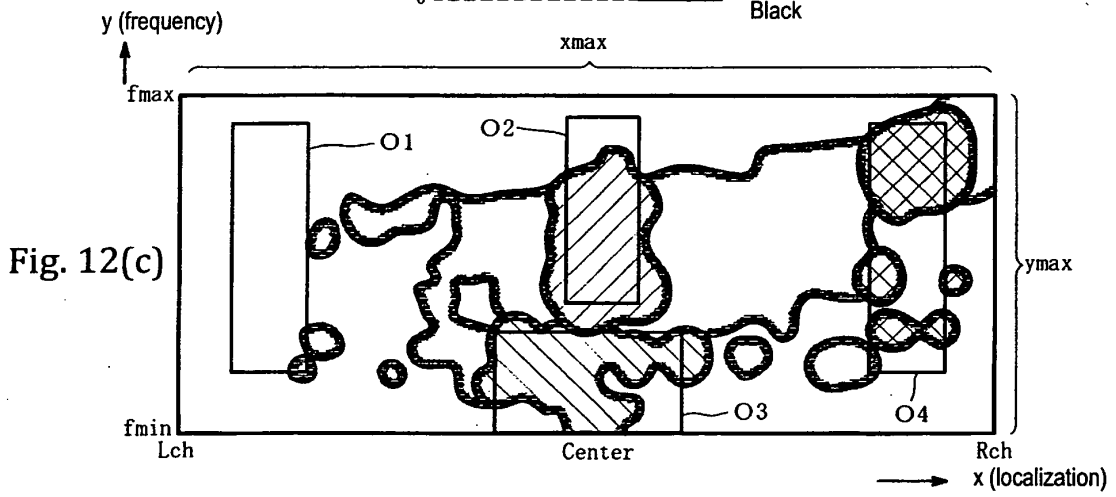 Black
y (frequency)
xmax
fmax
O1
O2
Fig. 12(c)
ymax
O3
O4
fmin
Lch
Center
Rch
x (localization)